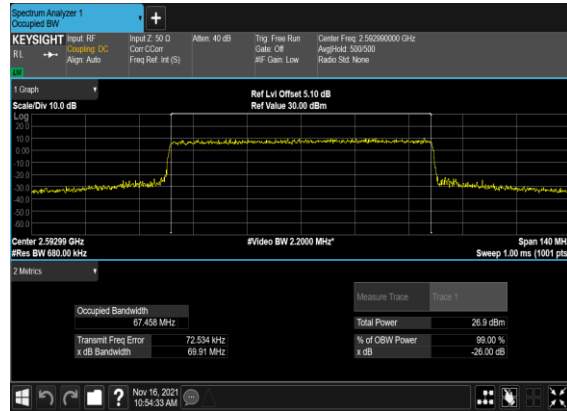 Spectrum Analyzer 1
Occupied BW
+
KEYSIGHT Input: RF Input Z: 50 Ω Atten: 40 dB Trig: Free Run Center Freq: 2.592990000 GHz
RL Coupling: DC Corr CCorr Gate: Off Avg|Hold: 500/500
Align: Auto Freq Ref: Int (S) #IF Gain: Low Radio Std: None
1 Graph
Ref Lvl Offset 5.10 dB
Scale/Div 10.0 dB Ref Value 30.00 dBm
Log
20.0
10.0
0.00
-10.0
-20.0
-30.0
-40.0
-50.0
-60.0
Center 2.59299 GHz #Video BW 2.2000 MHz* Span 140 MH
#Res BW 680.00 kHz Sweep 1.00 ms (1001 pts
2 Metrics
Measure Trace Trace 1
Occupied Bandwidth
67.458 MHz Total Power 26.9 dBm
Transmit Freq Error 72.534 kHz % of OBW Power 99.00 %
x dB Bandwidth 69.91 MHz x dB -26.00 dB
? Nov 16, 2021
10:54:33 AM